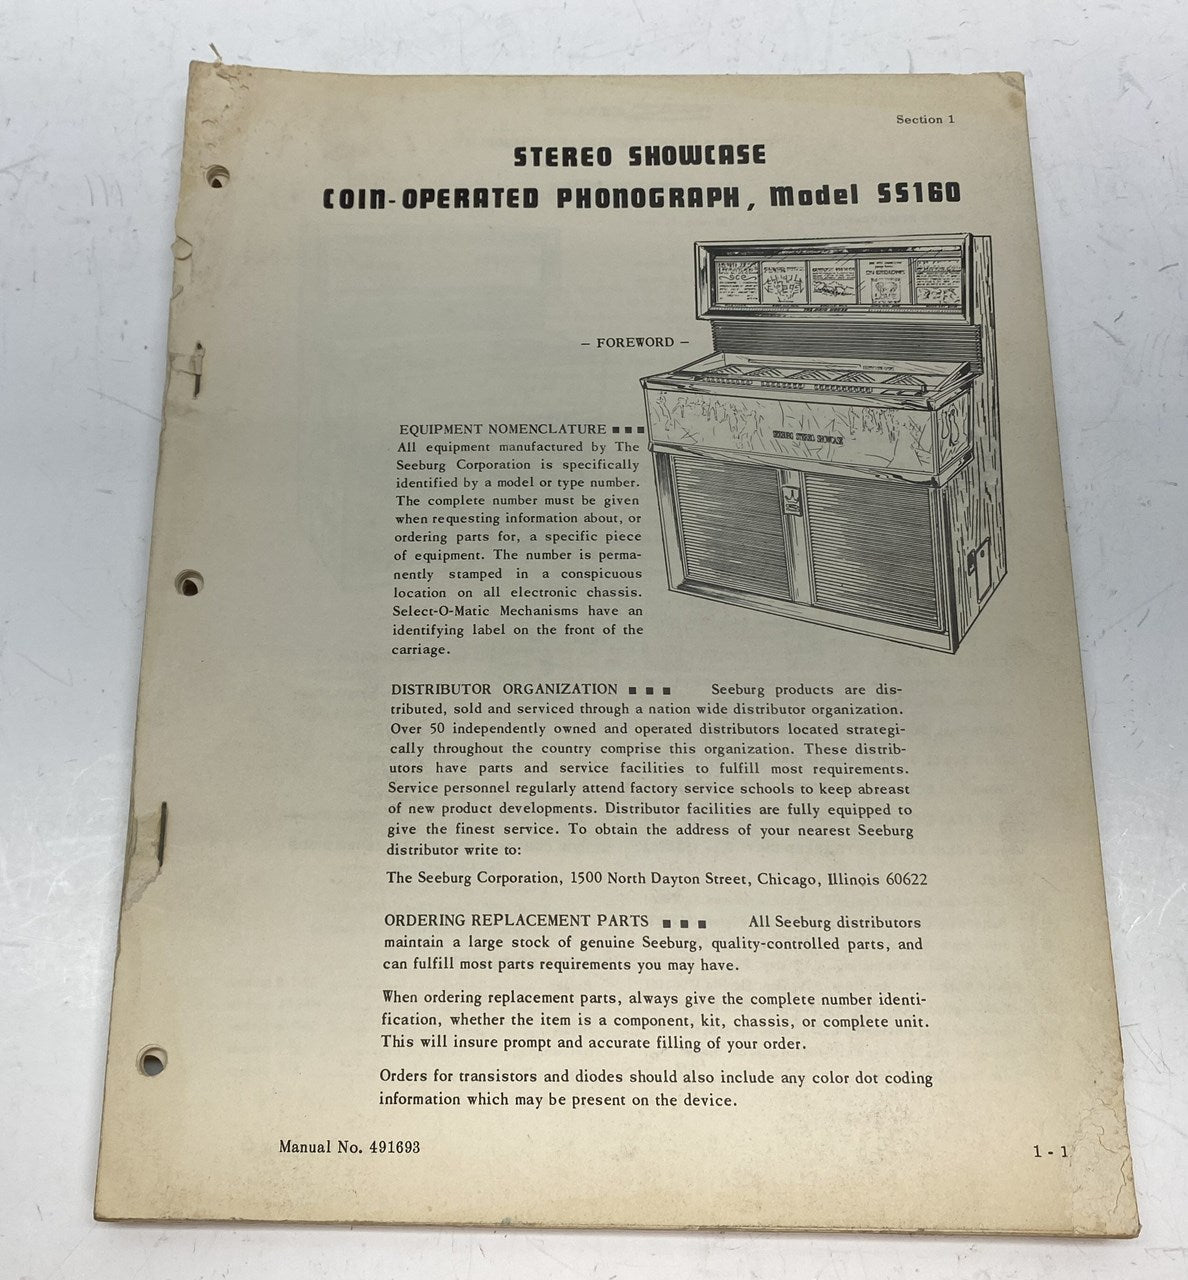 Section 1
STEREO SHOWCASE
COIN-OPERATED PHONOGRAPH, Model SS160
– FOREWORD –
EQUIPMENT NOMENCLATURE ■ ■ ■
All equipment manufactured by The
Seeburg Corporation is specifically
identified by a model or type number.
The complete number must be given
when requesting information about, or
ordering parts for, a specific piece
of equipment. The number is perma-
nently stamped in a conspicuous
location on all electronic chassis.
Select-O-Matic Mechanisms have an
identifying label on the front of the
carriage.
DISTRIBUTOR ORGANIZATION ■ ■ ■ Seeburg products are dis-
tributed, sold and serviced through a nation wide distributor organization.
Over 50 independently owned and operated distributors located strategi-
cally throughout the country comprise this organization. These distrib-
utors have parts and service facilities to fulfill most requirements.
Service personnel regularly attend factory service schools to keep abreast
of new product developments. Distributor facilities are fully equipped to
give the finest service. To obtain the address of your nearest Seeburg
distributor write to:
The Seeburg Corporation, 1500 North Dayton Street, Chicago, Illinois 60622
ORDERING REPLACEMENT PARTS ■ ■ ■ All Seeburg distributors
maintain a large stock of genuine Seeburg, quality-controlled parts, and
can fulfill most parts requirements you may have.
When ordering replacement parts, always give the complete number identi-
fication, whether the item is a component, kit, chassis, or complete unit.
This will insure prompt and accurate filling of your order.
Orders for transistors and diodes should also include any color dot coding
information which may be present on the device.
Manual No. 491693
1 - 1